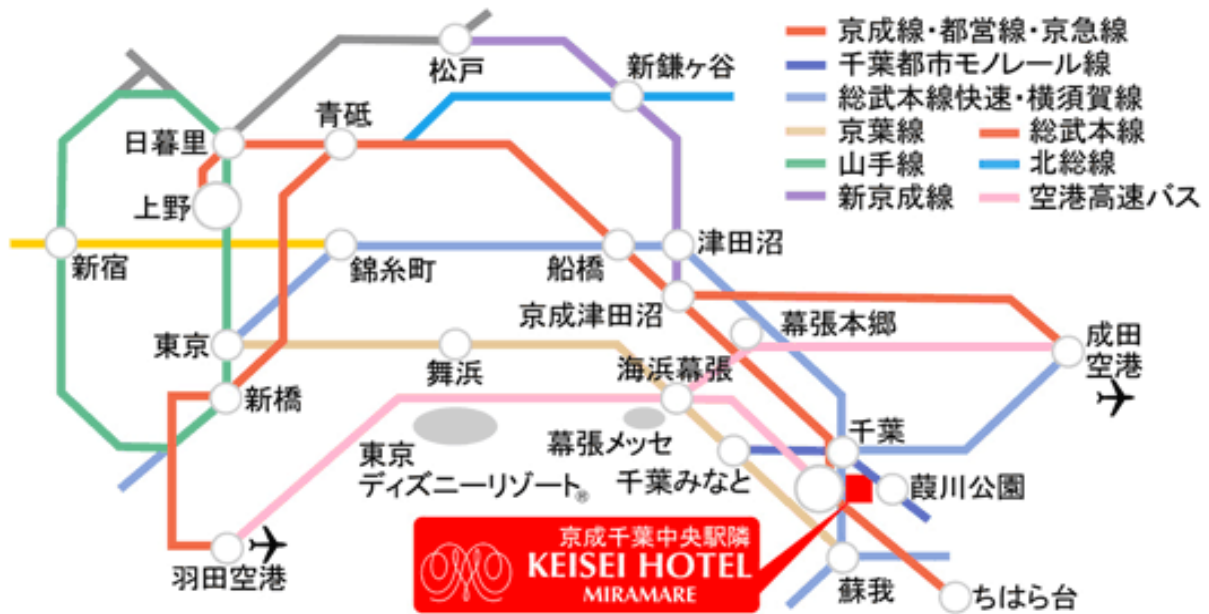 京成線・都営線・京急線
千葉都市モノレール線
総武本線快速・横須賀線
京葉線
総武本線
山手線
北総線
新京成線
空港高速バス
松戸
新鎌ヶ谷
青砥
日暮里
上野
新宿
錦糸町
船橋
津田沼
京成津田沼
幕張本郷
成田
空港
東京
舞浜
海浜幕張
新橋
幕張メッセ
東京
ディズニーリゾート®
千葉みなと
千葉
葭川公園
羽田空港
京成千葉中央駅隣
KEISEI HOTEL
MIRAMARE
蘇我
ちはら台